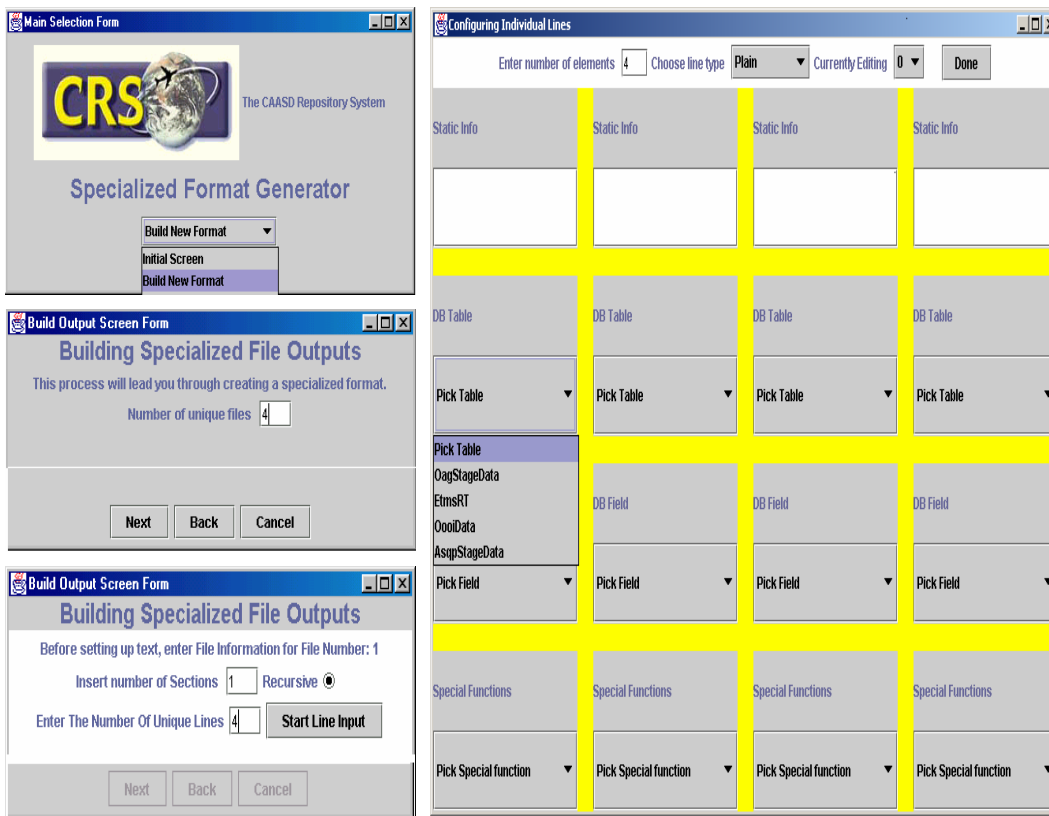 Main Selection Form
CRS
The CAASD Repository System
Specialized Format Generator
Build New Format
Initial Screen
Build New Format
Build Output Screen Form
Building Specialized File Outputs
This process will lead you through creating a specialized format.
Number of unique files 4
Next Back Cancel
Build Output Screen Form
Building Specialized File Outputs
Before setting up text, enter File Information for File Number: 1
Insert number of Sections 1 Recursive
Enter The Number Of Unique Lines 4 Start Line Input
Next Back Cancel
Configuring Individual Lines
Enter number of elements 4 Choose line type Plain Currently Editing 0 Done
Static Info Static Info Static Info Static Info
DB Table DB Table DB Table DB Table
Pick Table Pick Table Pick Table Pick Table
Pick Table
OagStageData
EtmsRT
OooiData
AsqpStageData
DB Field DB Field DB Field
Pick Field Pick Field Pick Field Pick Field
Special Functions Special Functions Special Functions Special Functions
Pick Special function Pick Special function Pick Special function Pick Special function